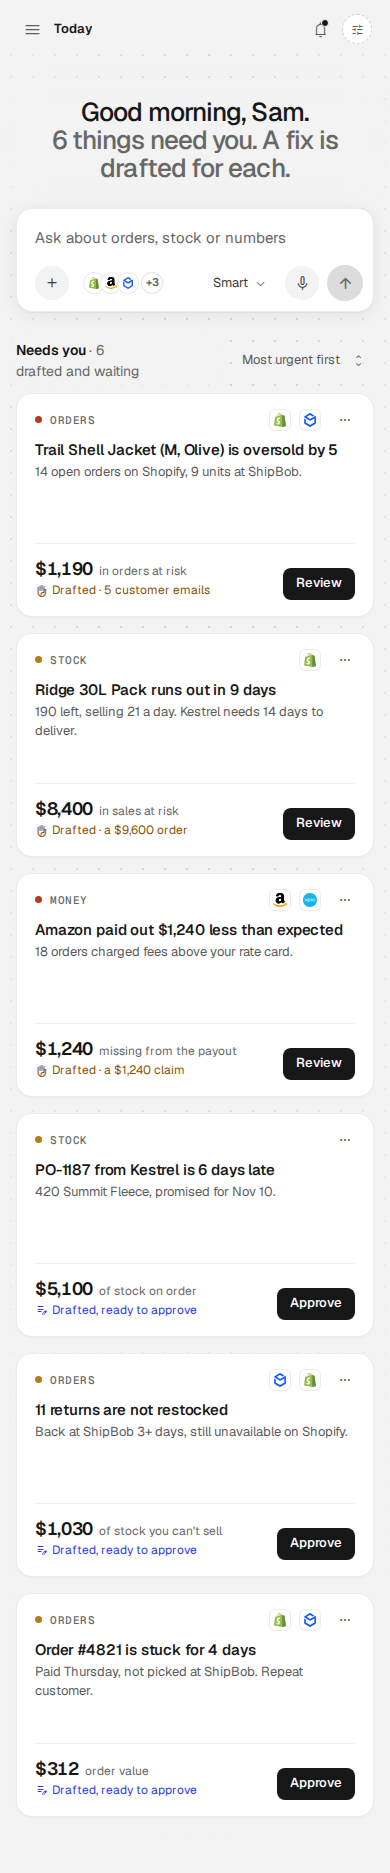 Today
Good morning, Sam.
6 things need you. A fix is
drafted for each.
Ask about orders, stock or numbers
+3
Smart
Needs you · 6
drafted and waiting
Most urgent first
ORDERS
Trail Shell Jacket (M, Olive) is oversold by 5
14 open orders on Shopify, 9 units at ShipBob.
$1,190 in orders at risk
Drafted · 5 customer emails
Review
STOCK
Ridge 30L Pack runs out in 9 days
190 left, selling 21 a day. Kestrel needs 14 days to
deliver.
$8,400 in sales at risk
Drafted · a $9,600 order
Review
MONEY
Amazon paid out $1,240 less than expected
18 orders charged fees above your rate card.
$1,240 missing from the payout
Drafted · a $1,240 claim
Review
STOCK
PO-1187 from Kestrel is 6 days late
420 Summit Fleece, promised for Nov 10.
$5,100 of stock on order
Drafted, ready to approve
Approve
ORDERS
11 returns are not restocked
Back at ShipBob 3+ days, still unavailable on Shopify.
$1,030 of stock you can't sell
Drafted, ready to approve
Approve
ORDERS
Order #4821 is stuck for 4 days
Paid Thursday, not picked at ShipBob. Repeat
customer.
$312 order value
Drafted, ready to approve
Approve